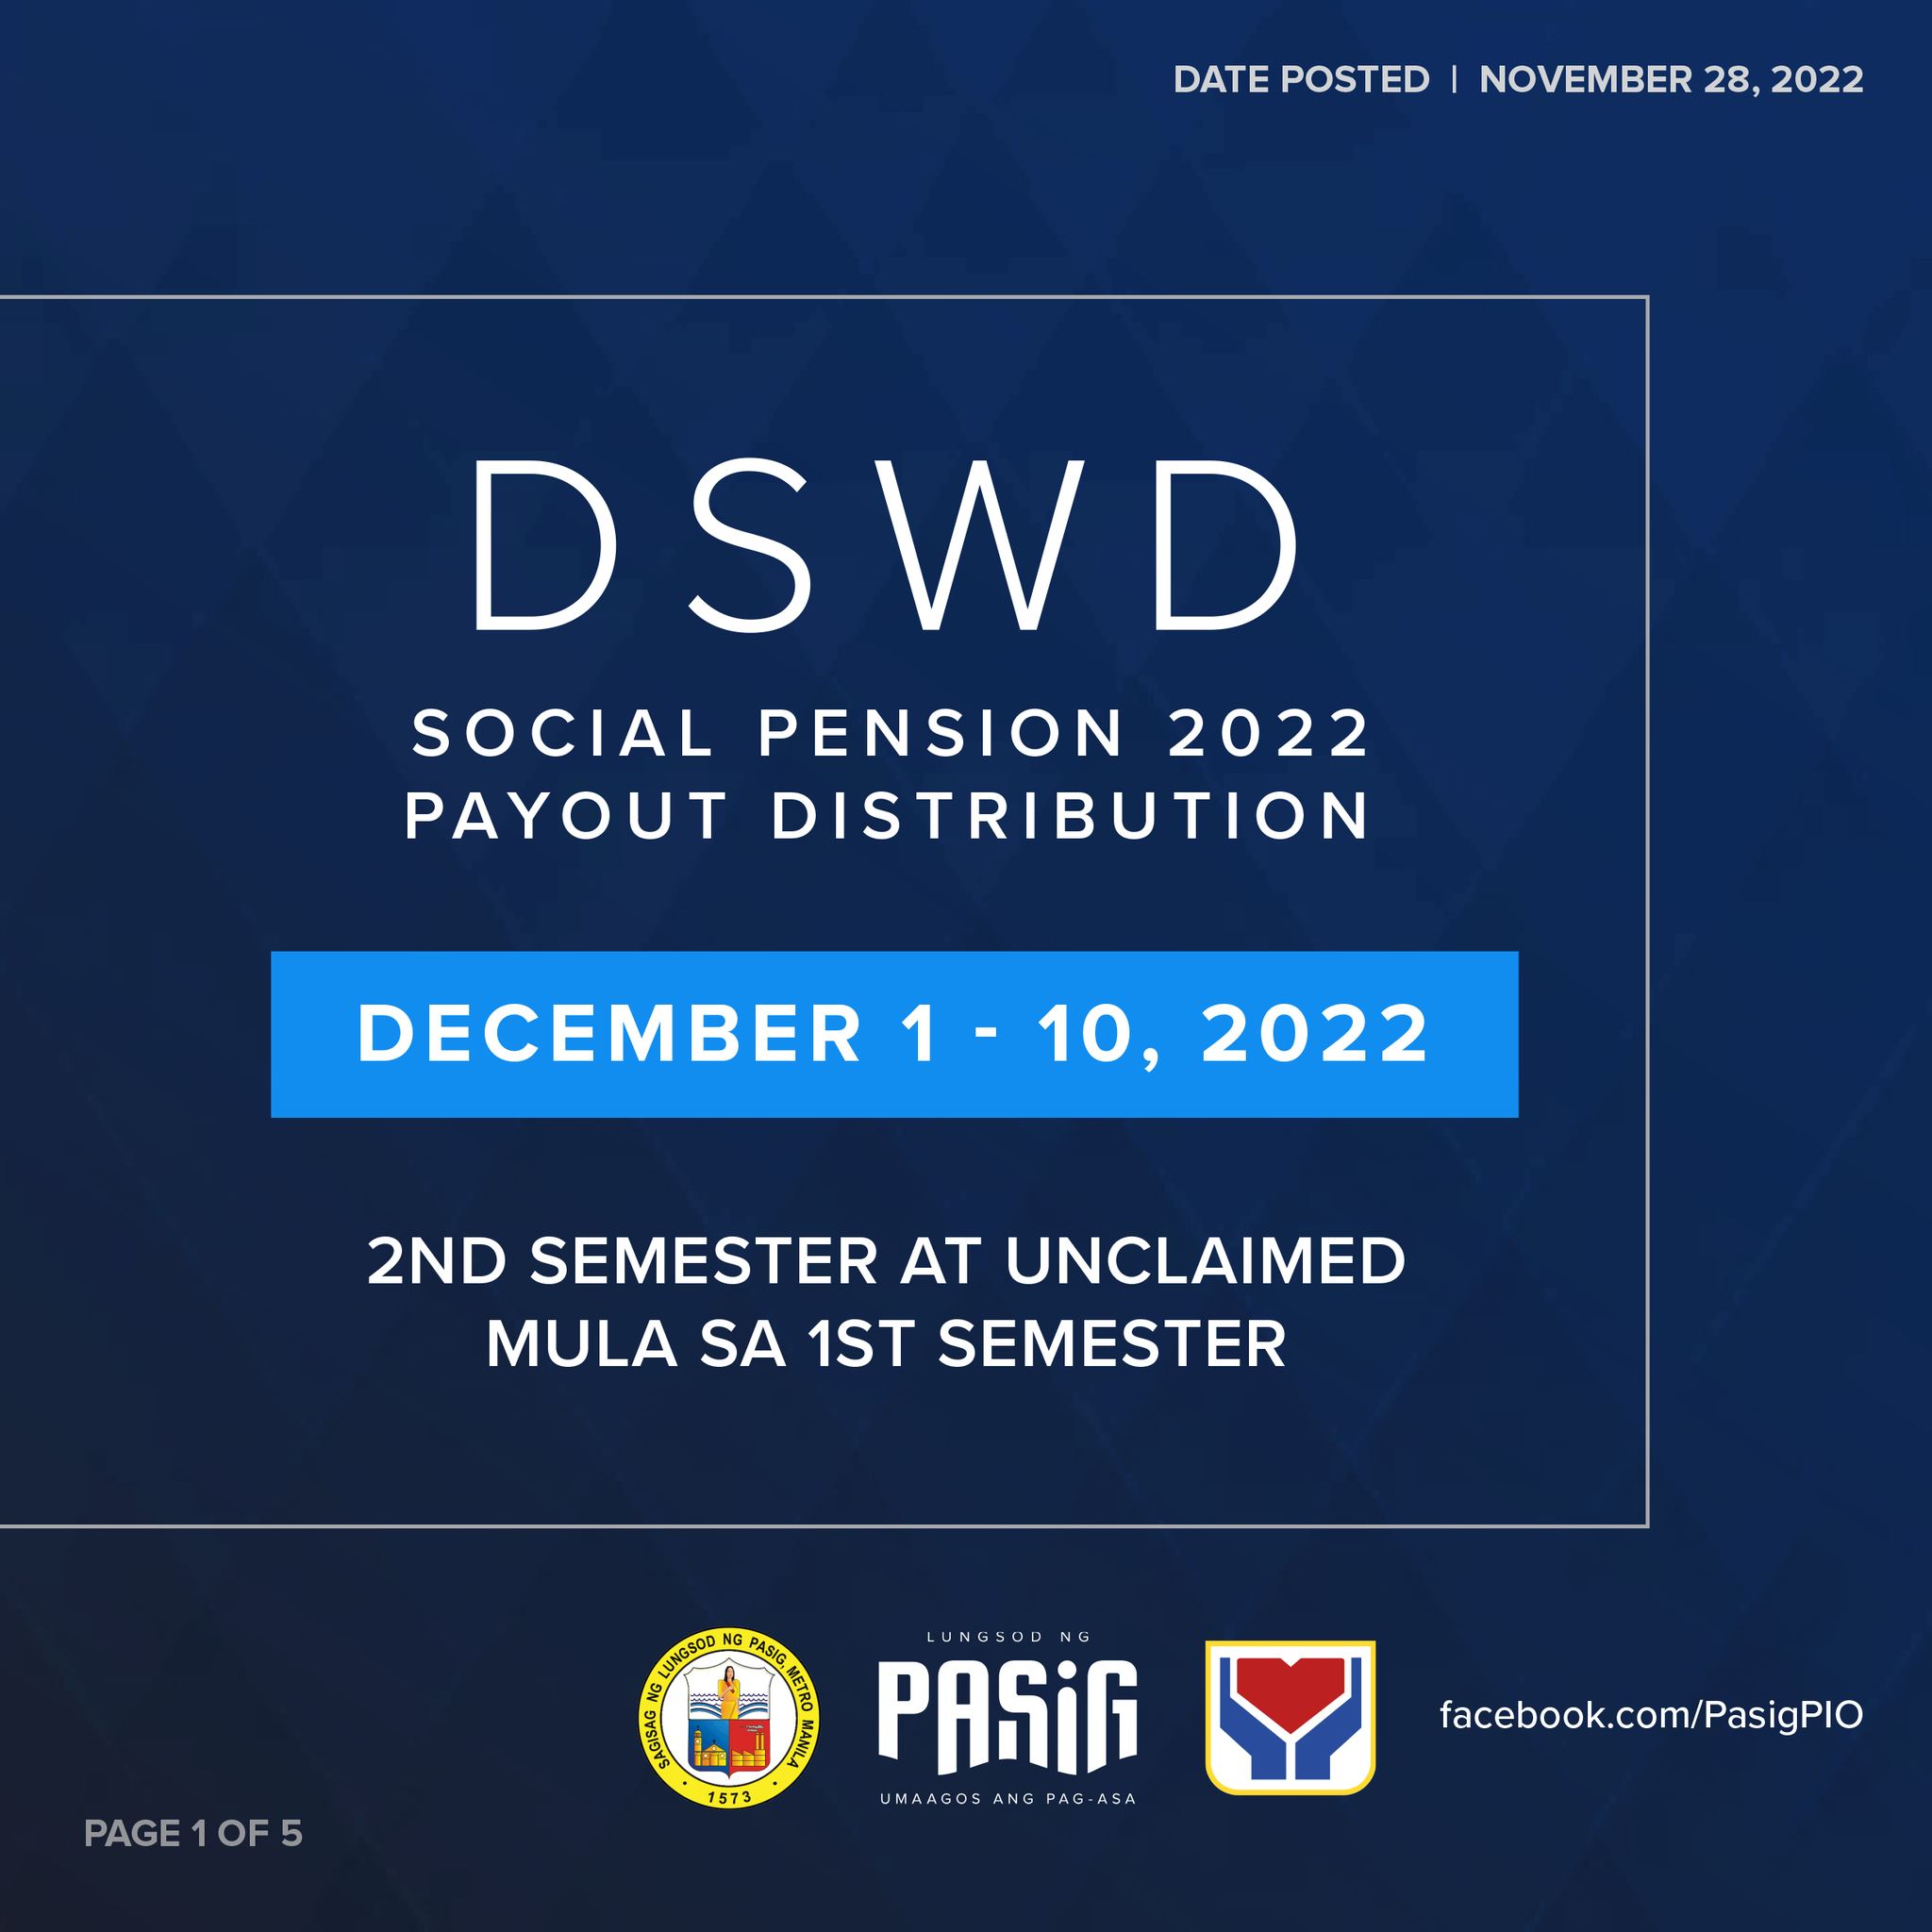 DATE POSTED | NOVEMBER 28, 2022
DSWD
SOCIAL PENSION 2022
PAYOUT DISTRIBUTION
DECEMBER 1 - 10, 2022
2ND SEMESTER AT UNCLAIMED
MULA SA 1ST SEMESTER
SAGISAG NG LUNGSOD NG PASIG, METRO MANILA
1573
LUNGSOD NG
PASiG
UMAAGOS ANG PAG-ASA
facebook.com/PasigPIO
PAGE 1 OF 5